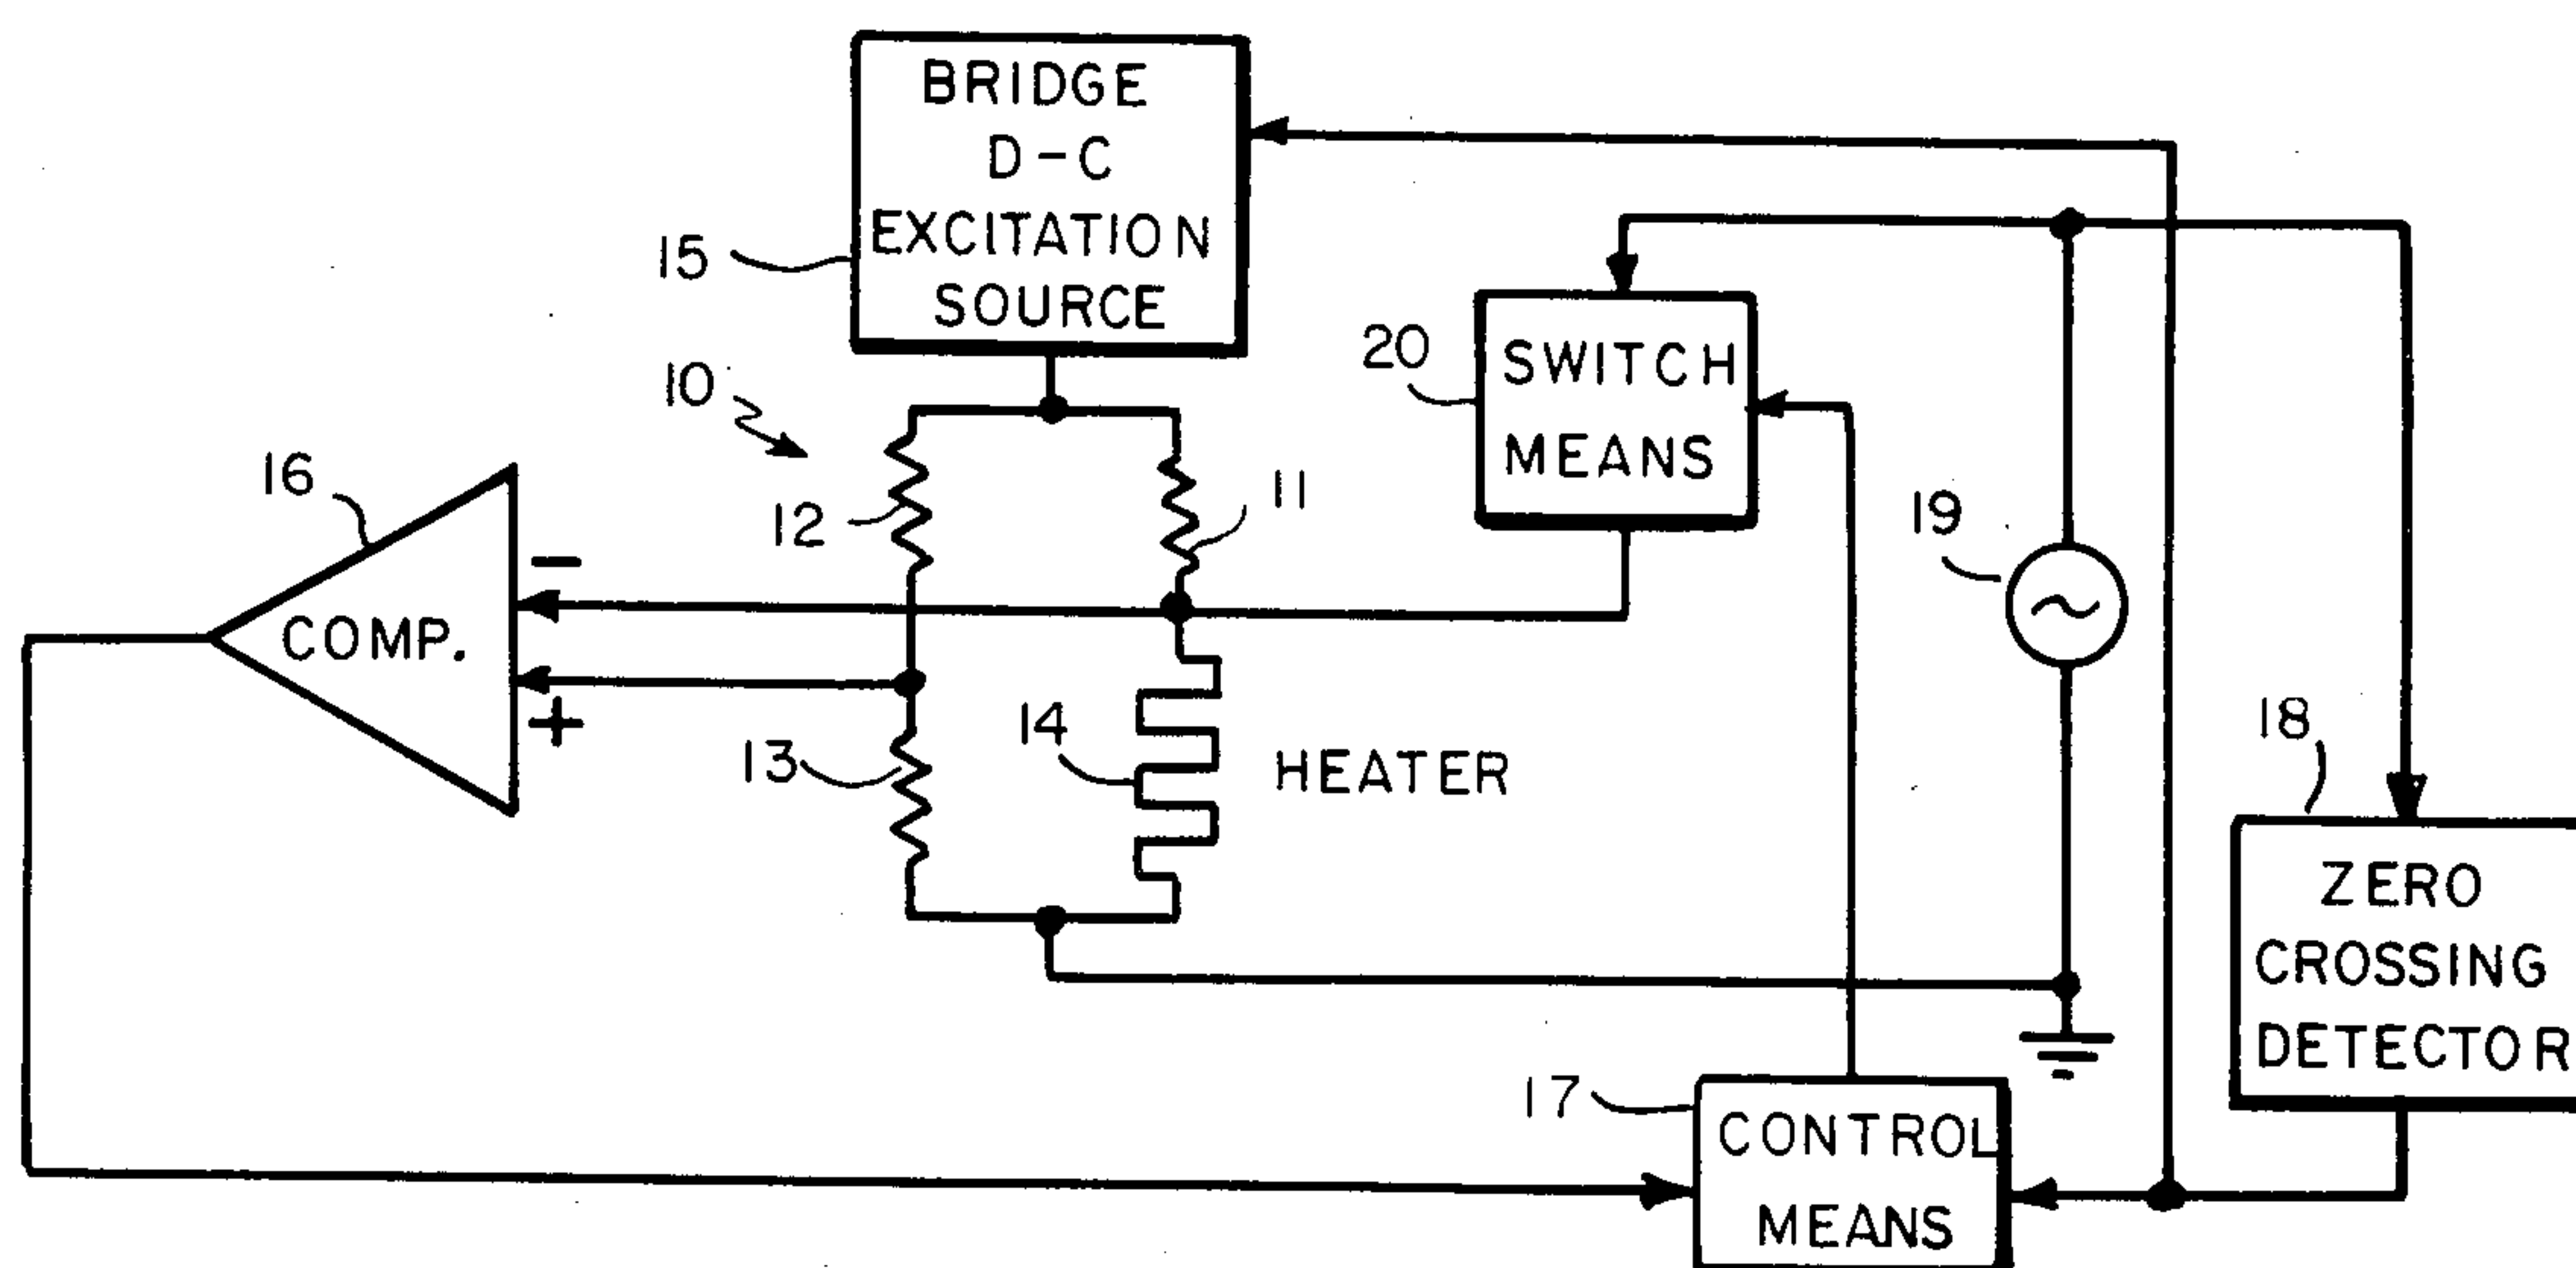 BRIDGE
D-C
EXCITATION
SOURCE
15
10
20
SWITCH
MEANS
16
12
11
19
−
COMP.
+
13
14
HEATER
18
ZERO
CROSSING
DETECTOR
17
CONTROL
MEANS